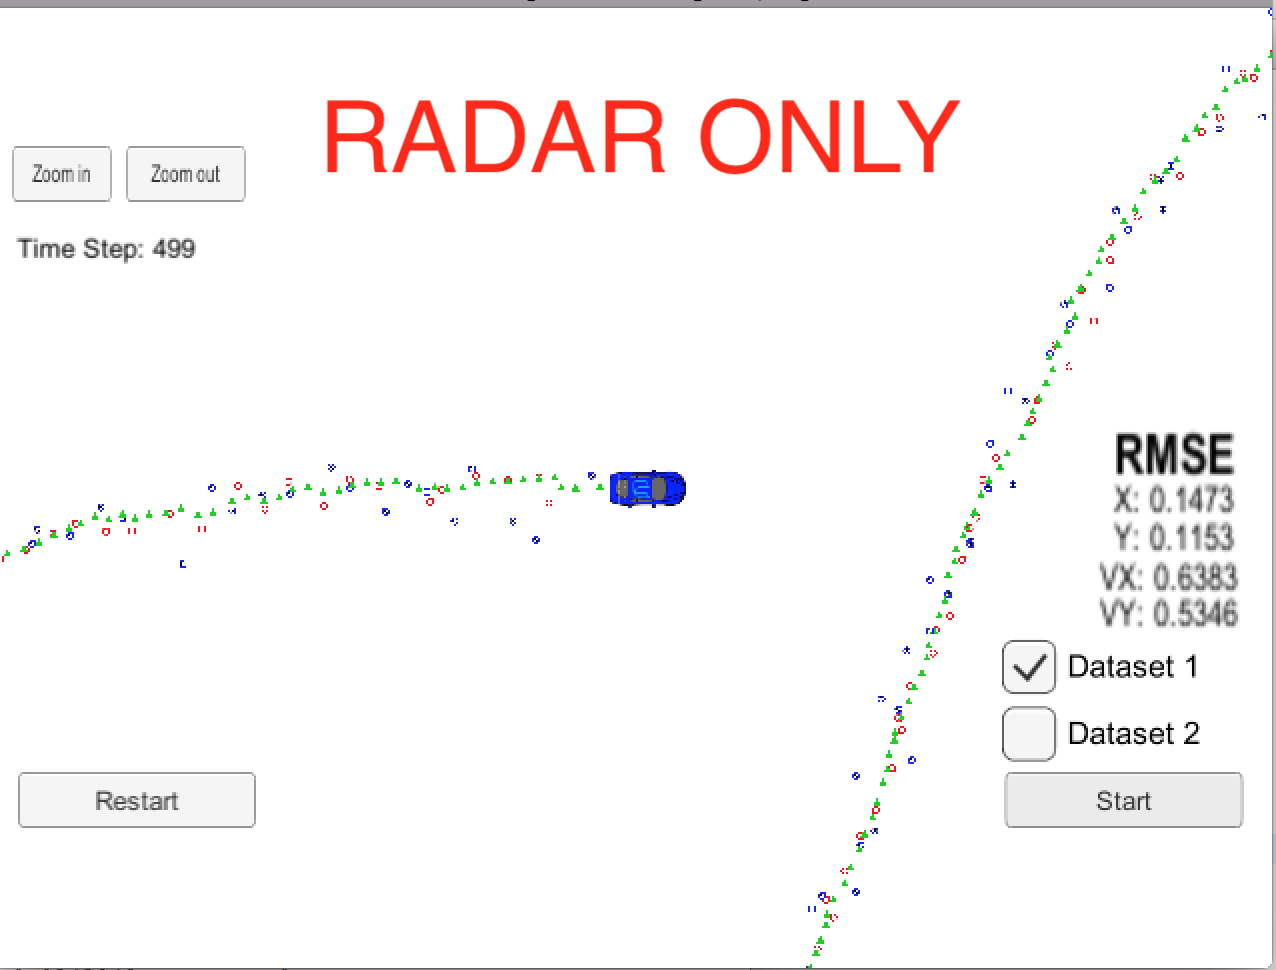 RADAR ONLY
Zoom in
Zoom out
Time Step: 499
RMSE
X: 0.1473
Y: 0.1153
VX: 0.6383
VY: 0.5346
Dataset 1
Dataset 2
Restart
Start